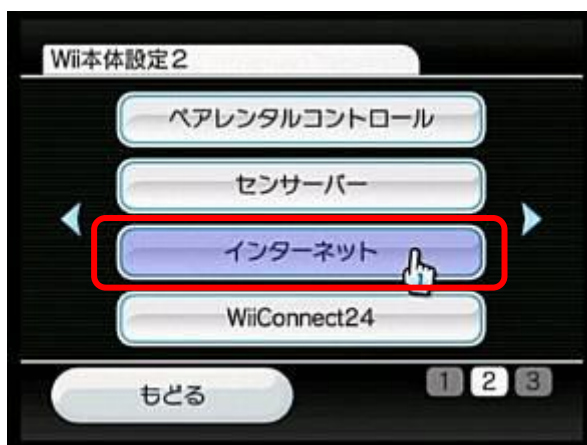 Wii本体設定2
ペアレンタルコントロール
センサーバー
インターネット
WiiConnect24
もどる
1 2 3